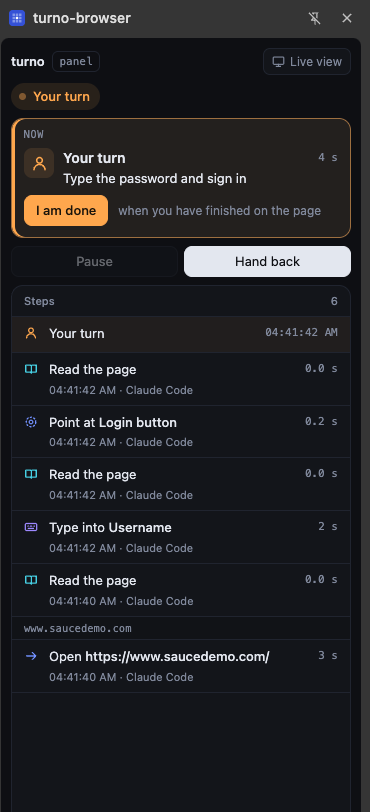 turno-browser
turno panel Live view
Your turn
NOW
Your turn 4 s
Type the password and sign in
I am done when you have finished on the page
Pause Hand back
Steps 6
Your turn 04:41:42 AM
Read the page 0.0 s
04:41:42 AM · Claude Code
Point at Login button 0.2 s
04:41:42 AM · Claude Code
Read the page 0.0 s
04:41:42 AM · Claude Code
Type into Username 2 s
04:41:42 AM · Claude Code
Read the page 0.0 s
04:41:40 AM · Claude Code
www.saucedemo.com
Open https://www.saucedemo.com/ 3 s
04:41:40 AM · Claude Code